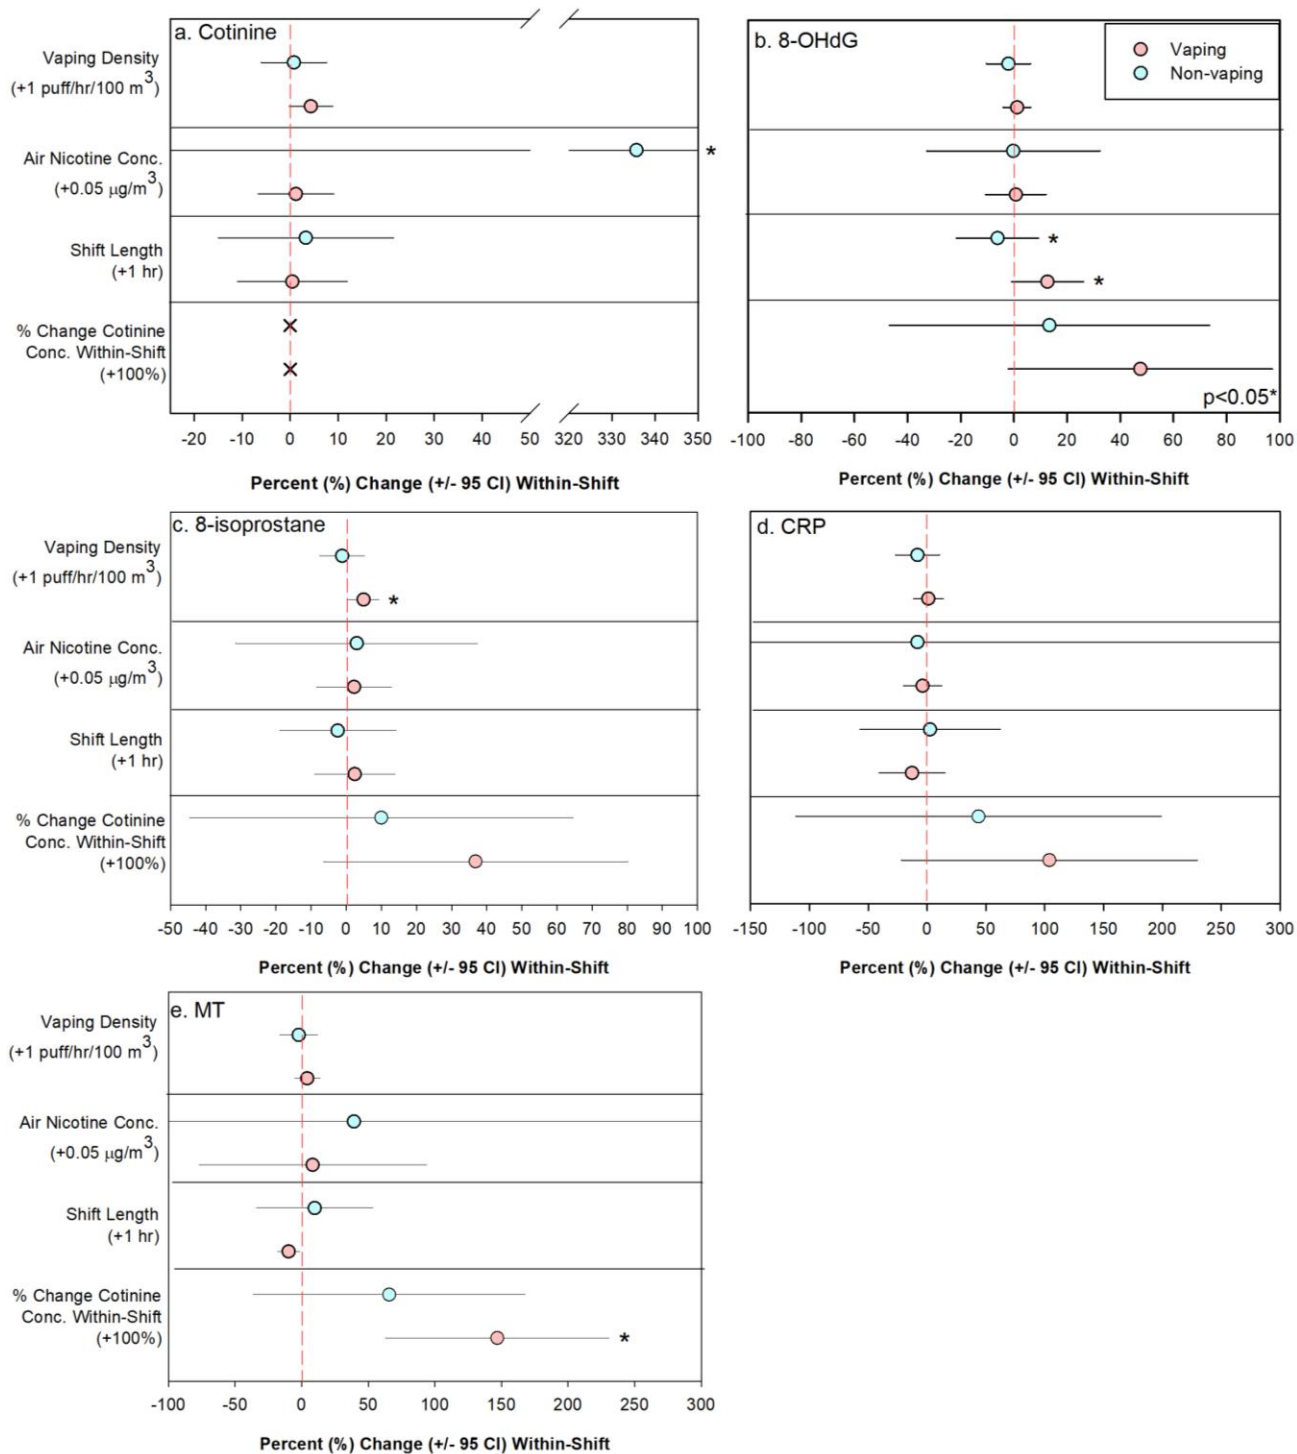 a. Cotinine
Vaping Density
(+1 puff/hr/100 m³)
Air Nicotine Conc.
(+0.05 µg/m³)
*
Shift Length
(+1 hr)
% Change Cotinine
Conc. Within-Shift
(+100%)
-20 -10 0 10 20 30 40 50 320 330 340 350
Percent (%) Change (+/- 95 CI) Within-Shift
b. 8-OHdG
Vaping
Non-vaping
*
*
p<0.05*
-100 -80 -60 -40 -20 0 20 40 60 80 100
Percent (%) Change (+/- 95 CI) Within-Shift
c. 8-isoprostane
Vaping Density
(+1 puff/hr/100 m³)
*
Air Nicotine Conc.
(+0.05 µg/m³)
Shift Length
(+1 hr)
% Change Cotinine
Conc. Within-Shift
(+100%)
-50 -40 -30 -20 -10 0 10 20 30 40 50 60 70 80 90 100
Percent (%) Change (+/- 95 CI) Within-Shift
d. CRP
-150 -100 -50 0 50 100 150 200 250 300
Percent (%) Change (+/- 95 CI) Within-Shift
e. MT
Vaping Density
(+1 puff/hr/100 m³)
Air Nicotine Conc.
(+0.05 µg/m³)
Shift Length
(+1 hr)
% Change Cotinine
Conc. Within-Shift
(+100%)
*
-100 -50 0 50 100 150 200 250 300
Percent (%) Change (+/- 95 CI) Within-Shift